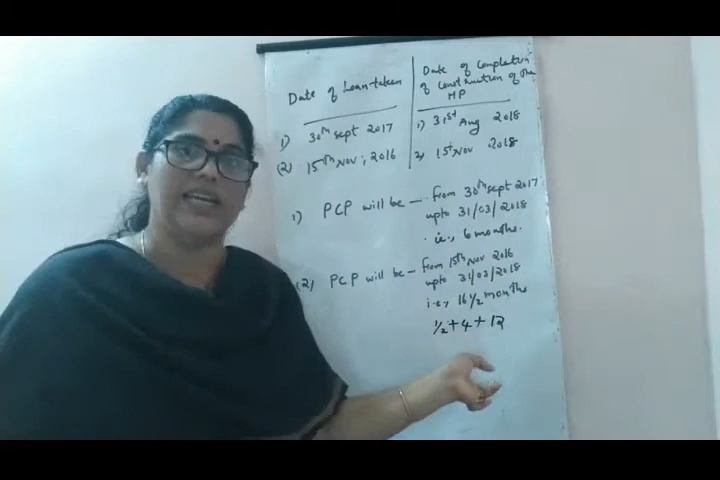 Date of Loan taken
Date of Completion
of Construction of the
HP
1) 30th Sept 2017
1) 31st Aug 2018
(2) 15th Nov, 2016
2) 15th Nov 2018
1) PCP will be – From 30th Sept 2017
upto 31/03/2018
i.e., 6 months.
(2) PCP will be – From 15th Nov 2016
upto 31/03/2018
i.e., 16 1/2 months
1/2 + 4 + 12